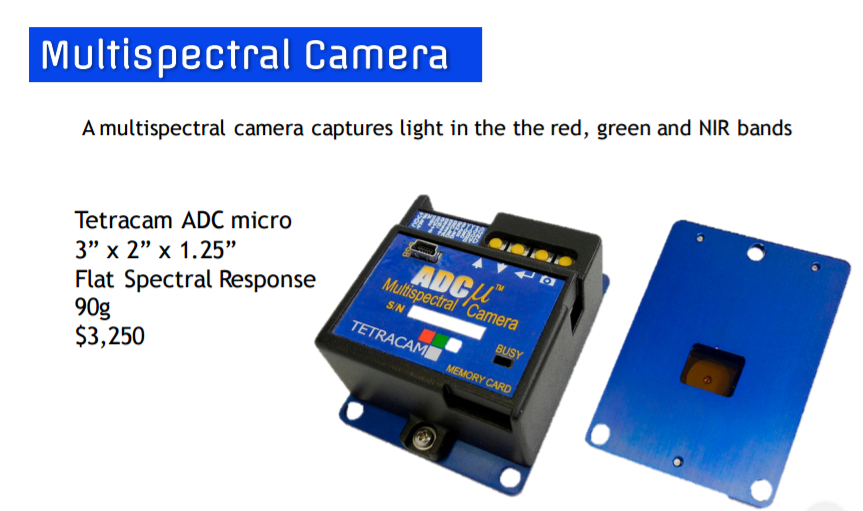 Multispectral Camera
A multispectral camera captures light in the the red, green and NIR bands
Tetracam ADC micro
3” x 2” x 1.25”
Flat Spectral Response
90g
$3,250
ADCμ™
Multispectral Camera
S/N
TETRACAM
BUSY
MEMORY CARD